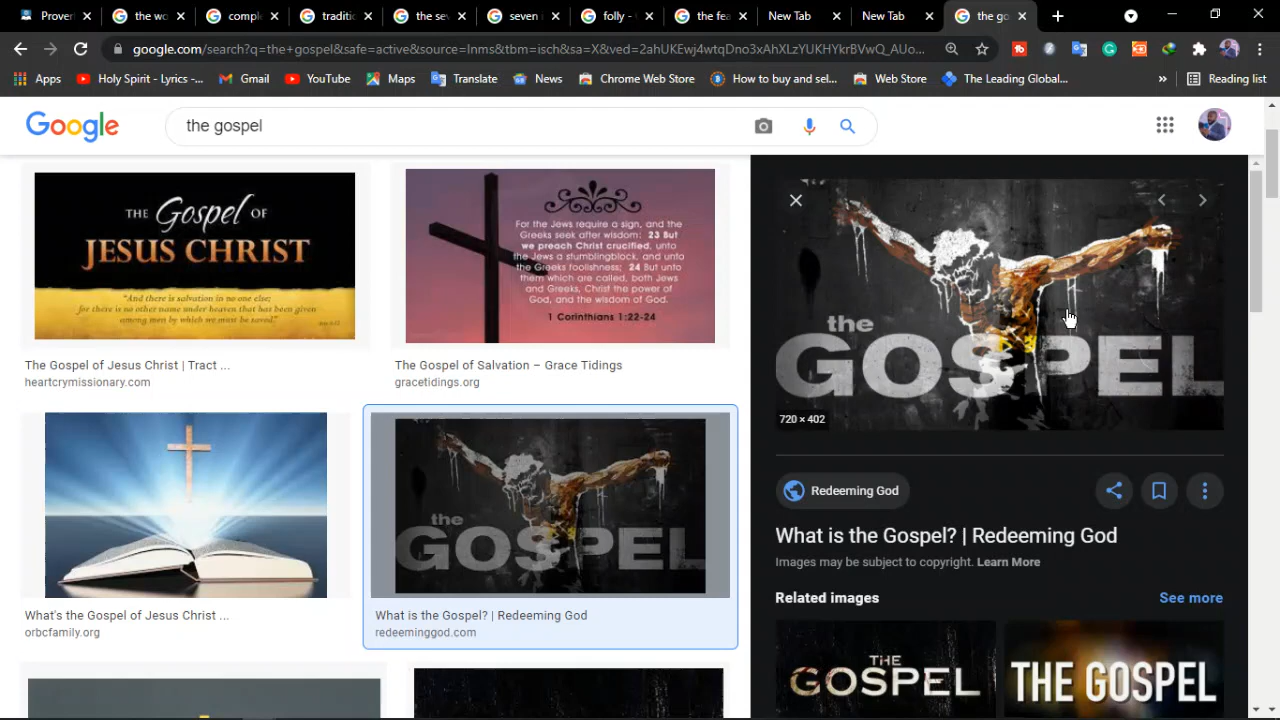 Prover
the wo
comple
traditic
the sev
seven
folly -
the fea
New Tab
New Tab
the go
google.com/search?q=the+gospel&safe=active&source=lnms&tbm=isch&sa=X&ved=2ahUKEwj4wtqDno3xAhXLzYUKHYkrBVwQ_AUo...
Apps
Holy Spirit - Lyrics -...
Gmail
YouTube
Maps
Translate
News
Chrome Web Store
How to permanted sel...
Web Store
The Leading Global...
»
Reading list
Google
the gospel
THE Gospel OF
JESUS CHRIST
“And there is salvation in no one else;
for there is no other name under heaven that has been given
among men by which we must be saved.”
Acts 4:12
The Gospel of Jesus Christ | Tract ...
heartcrymissionary.com
For the Jews require a sign, and the
Greeks seek after wisdom: 23 But
we preach Christ crucified, unto
the Jews a stumblingblock, and unto
the Greeks foolishness; 24 But unto
them which are called, both Jews
and Greeks, Christ the power of
God, and the wisdom of God.
1 Corinthians 1:22-24
The Gospel of Salvation – Grace Tidings
gracetidings.org
What's the Gospel of Jesus Christ ...
orbcfamily.org
the
GOSPEL
What is the Gospel? | Redeeming God
redeeminggod.com
the
GOSPEL
720 × 402
Redeeming God
What is the Gospel? | Redeeming God
Images may be subject to copyright. Learn More
Related images
See more
THE
GOSPEL
THE GOSPEL